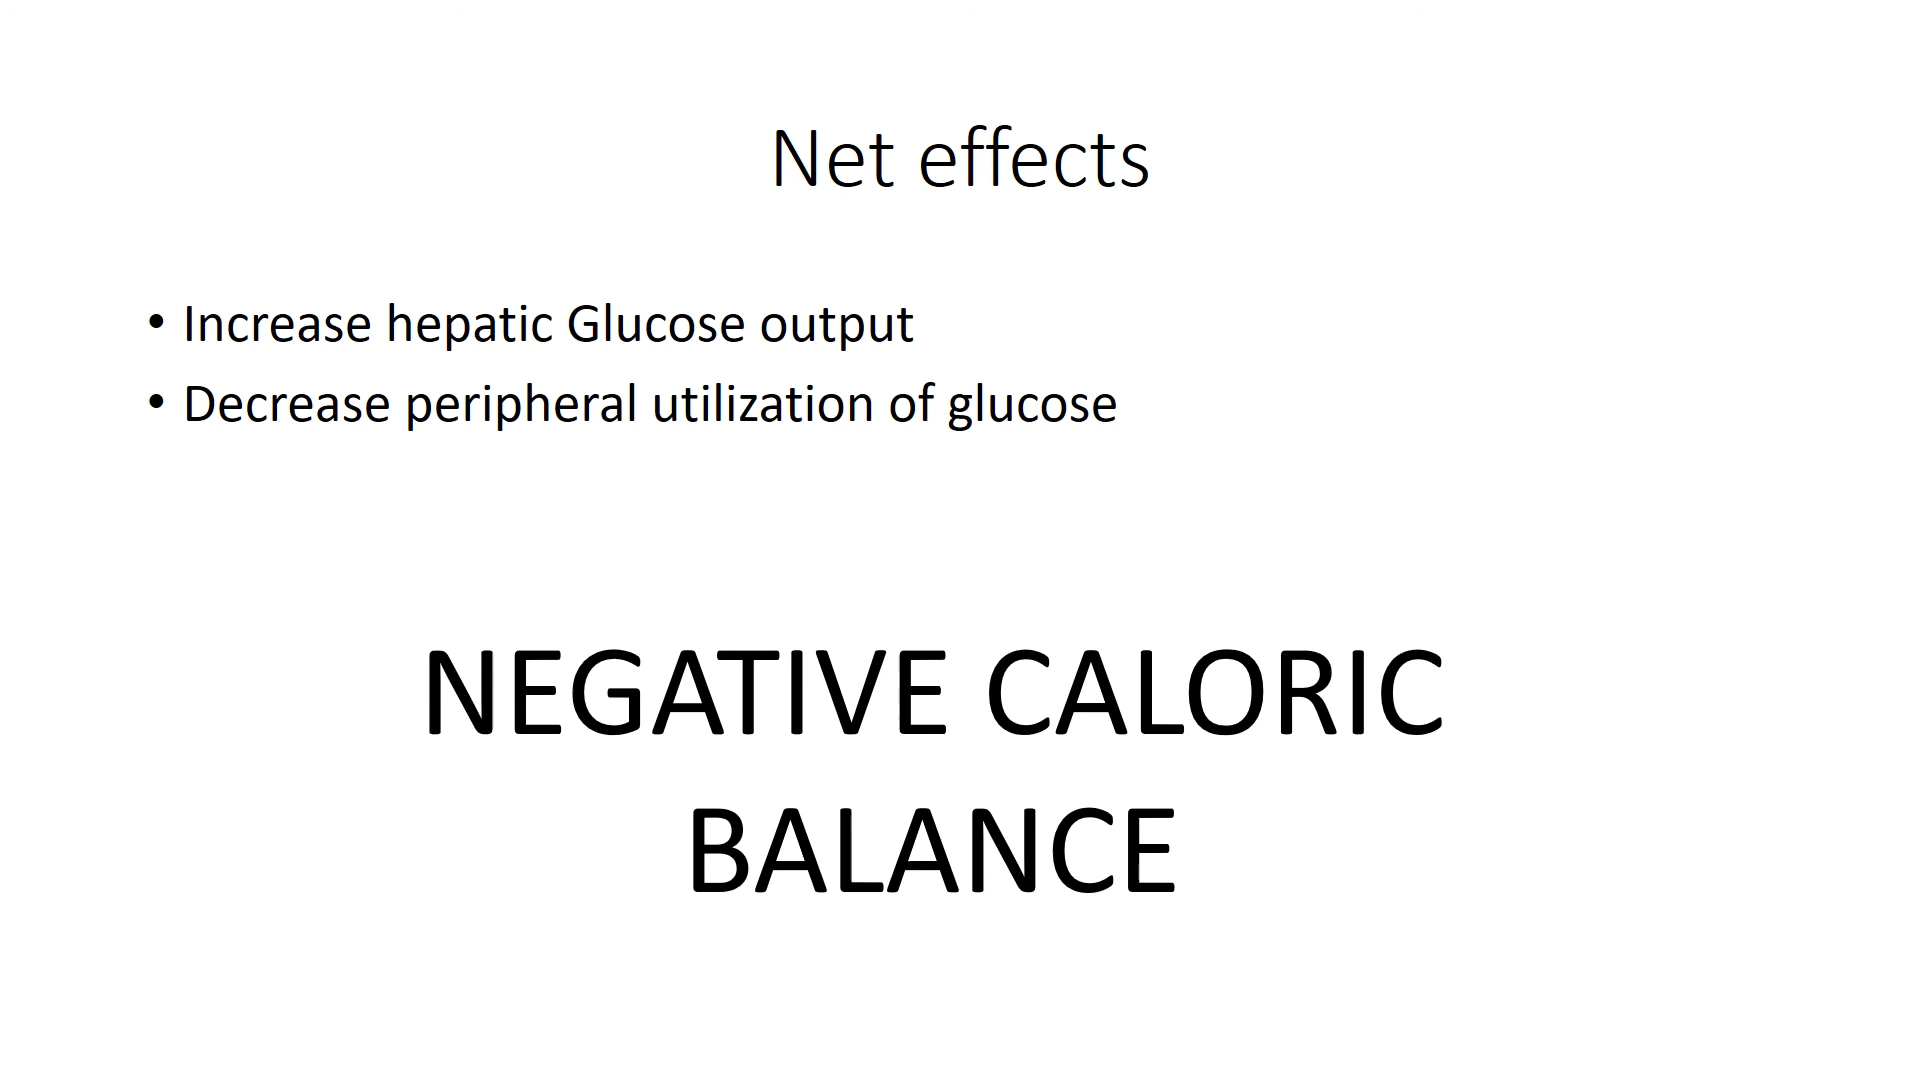 Net effects
• Increase hepatic Glucose output
• Decrease peripheral utilization of glucose
NEGATIVE CALORIC
BALANCE